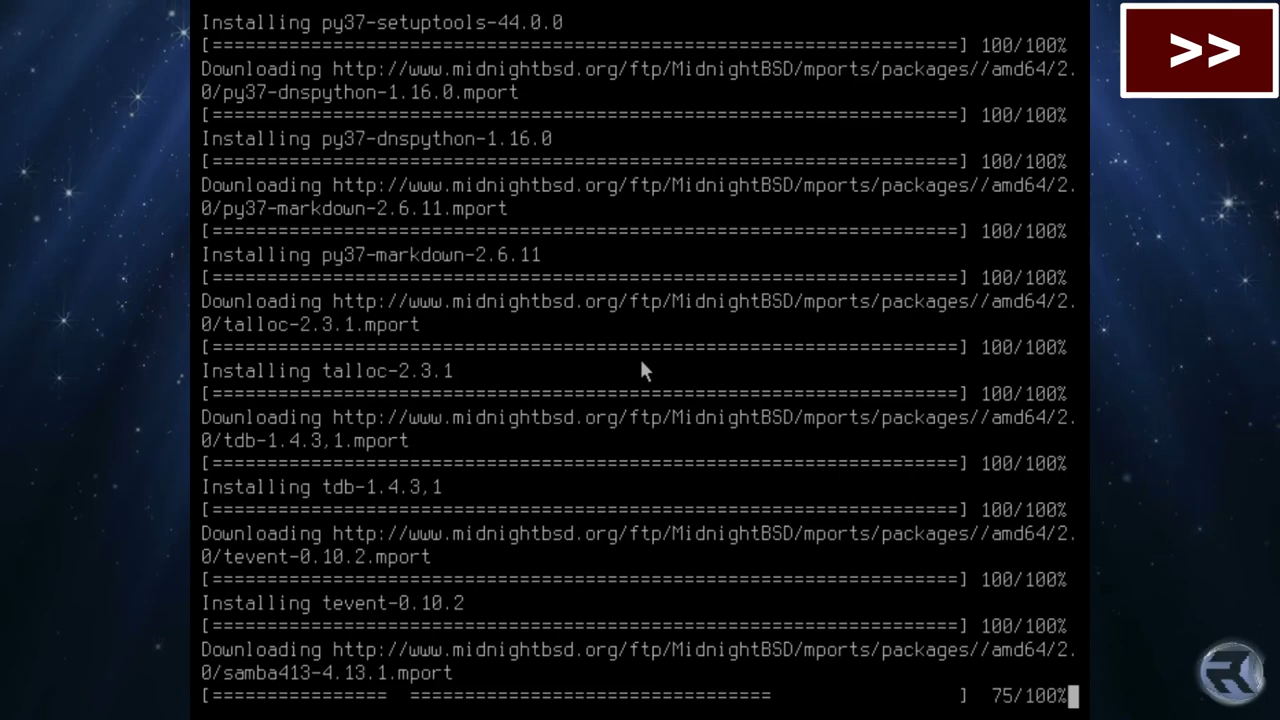 Installing py37-setuptools-44.0.0
[====================================================================] 100/100%
Downloading http://www.midnightbsd.org/ftp/MidnightBSD/mports/packages//amd64/2.
0/py37-dnspython-1.16.0.mport
[====================================================================] 100/100%
Installing py37-dnspython-1.16.0
[====================================================================] 100/100%
Downloading http://www.midnightbsd.org/ftp/MidnightBSD/mports/packages//amd64/2.
0/py37-markdown-2.6.11.mport
[====================================================================] 100/100%
Installing py37-markdown-2.6.11
[====================================================================] 100/100%
Downloading http://www.midnightbsd.org/ftp/MidnightBSD/mports/packages//amd64/2.
0/talloc-2.3.1.mport
[====================================================================] 100/100%
Installing talloc-2.3.1
[====================================================================] 100/100%
Downloading http://www.midnightbsd.org/ftp/MidnightBSD/mports/packages//amd64/2.
0/tdb-1.4.3,1.mport
[====================================================================] 100/100%
Installing tdb-1.4.3,1
[====================================================================] 100/100%
Downloading http://www.midnightbsd.org/ftp/MidnightBSD/mports/packages//amd64/2.
0/tevent-0.10.2.mport
[====================================================================] 100/100%
Installing tevent-0.10.2
[====================================================================] 100/100%
Downloading http://www.midnightbsd.org/ftp/MidnightBSD/mports/packages//amd64/2.
0/samba413-4.13.1.mport
[================  =================================                 ]  75/100%
>>